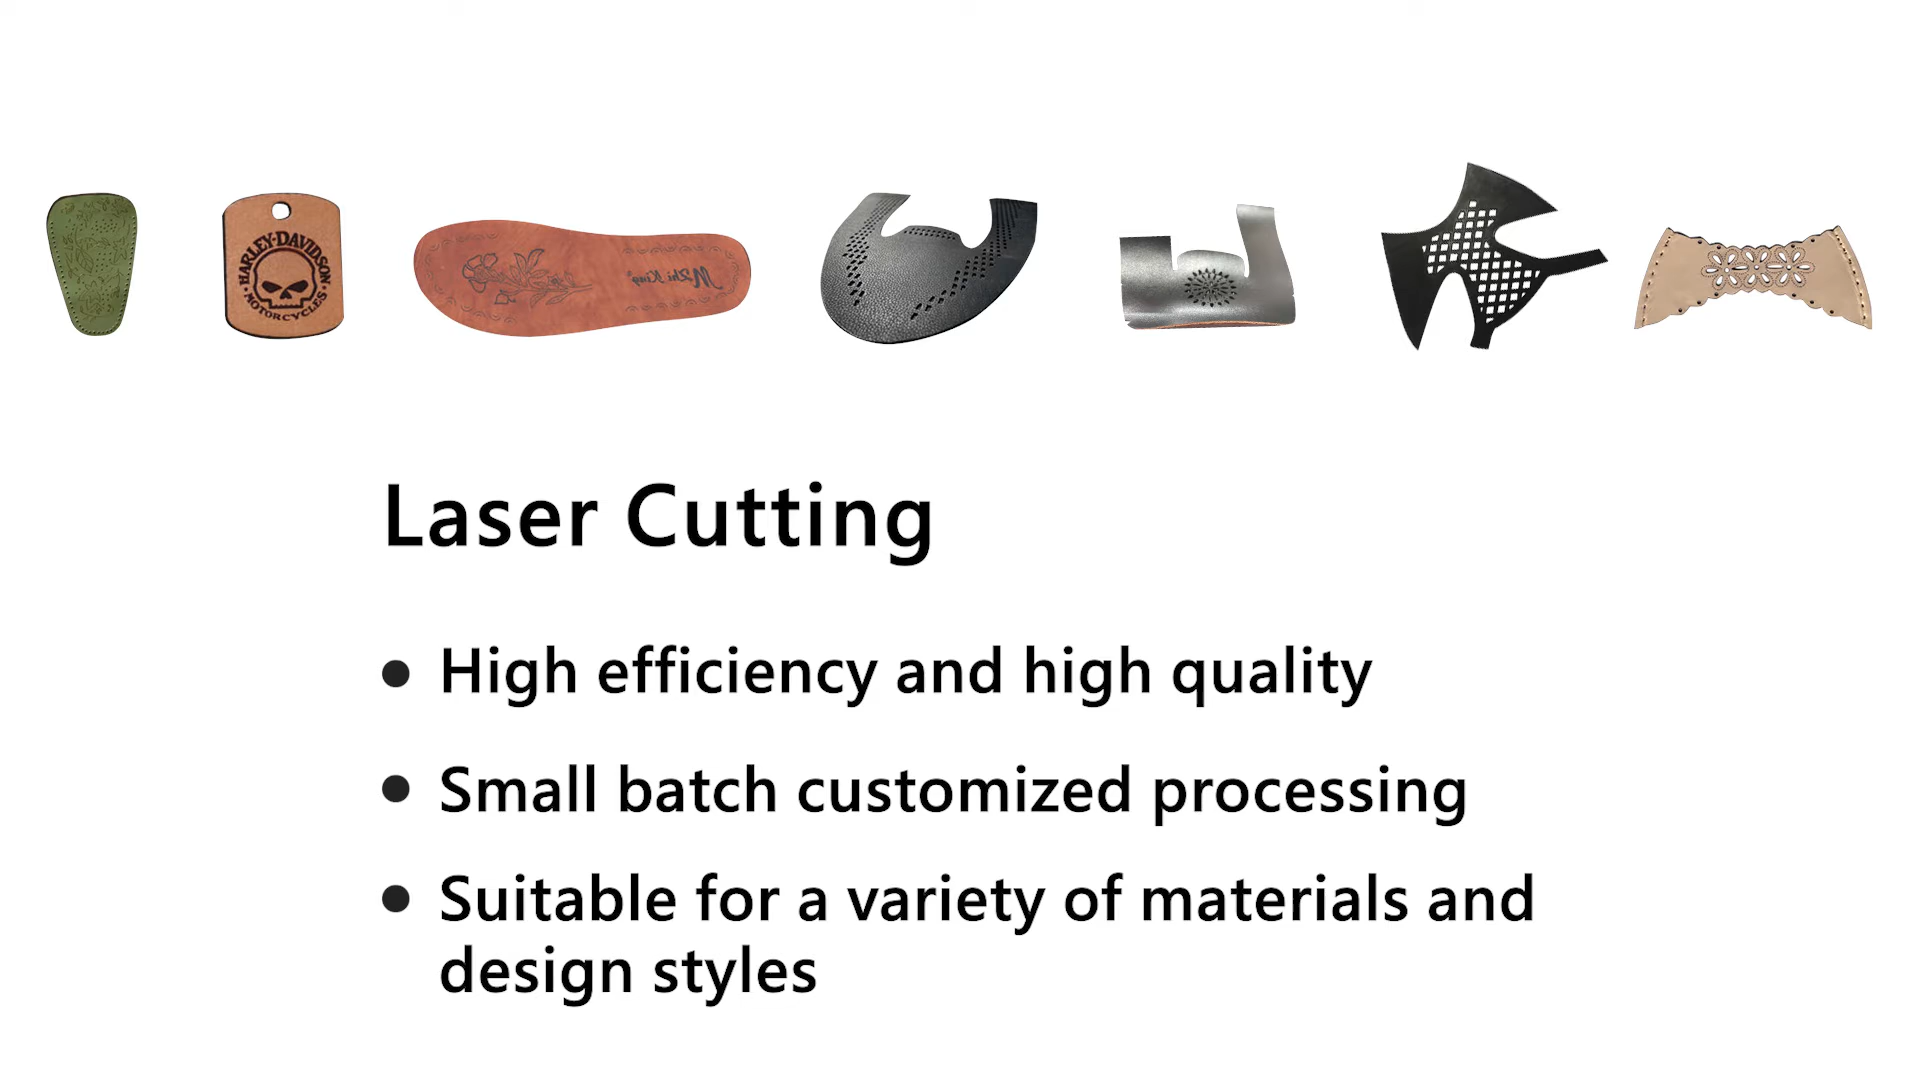 HARLEY-DAVIDSON
MOTORCYCLES
Laser Cutting
● High efficiency and high quality
● Small batch customized processing
● Suitable for a variety of materials and
design styles